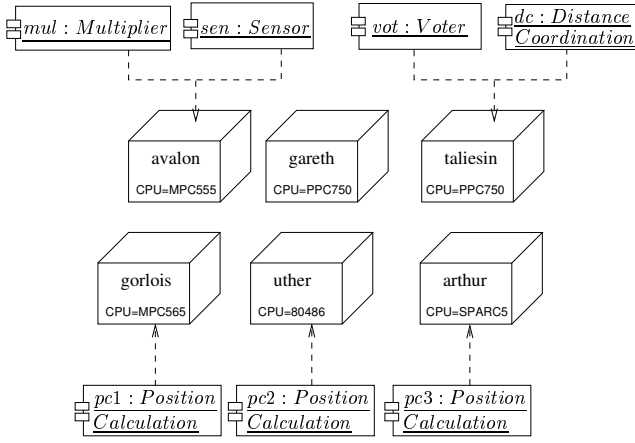 mul : Multiplier
sen : Sensor
vot : Voter
dc : Distance
Coordination
avalon
CPU=MPC555
gareth
CPU=PPC750
taliesin
CPU=PPC750
gorlois
CPU=MPC565
uther
CPU=80486
arthur
CPU=SPARC5
pc1 : Position
Calculation
pc2 : Position
Calculation
pc3 : Position
Calculation